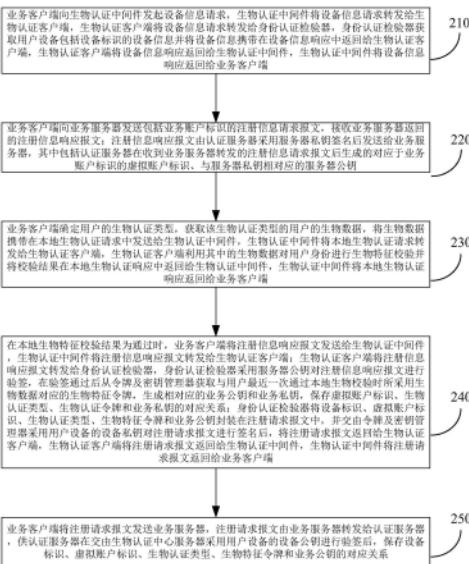 业务客户端向生物认证中间件发起设备信息请求，生物认证中间件将设备信息请求转发给生
物认证客户端，生物认证客户端将设备信息请求转发给身份认证检验器，身份认证检验器获
取用户设备包括设备标识的设备信息并将设备信息携带在设备信息响应中返回给生物认证客
户端，生物认证客户端将设备信息响应返回给生物认证中间件，生物认证中间件将设备信息
响应返回给业务客户端
210
业务客户端向业务服务器发送包括业务账户标识的注册信息请求报文，接收业务服务器返回
的注册信息响应报文；注册信息响应报文由认证服务器采用服务器私钥签名后发送给业务服
务器，其中包括认证服务器在收到业务服务器转发的注册信息请求报文后生成的对应于业务
账户标识的虚拟账户标识、与服务器私钥相对应的服务器公钥
220
业务客户端确定用户的生物认证类型，获取该生物认证类型的用户的生物数据，将生物数据
携带在本地生物认证请求中发送给生物认证中间件，生物认证中间件将本地生物认证请求转
发给生物认证客户端，生物认证客户端利用其中的生物数据对用户身份进行生物特征校验并
将校验结果在本地生物认证响应中返回给生物认证中间件，生物认证中间件将本地生物认证
响应返回给业务客户端
230
在本地生物特征校验结果为通过时，业务客户端将注册信息响应报文发送给生物认证中间件
，生物认证中间件将注册信息响应报文转发给生物认证客户端；生物认证客户端将注册信息
响应报文转发给身份认证检验器，身份认证检验器采用服务器公钥对注册信息响应报文进行
验签，在验签通过后从令牌及密钥管理器获取与用户最近一次通过本地生物校验时所采用生
物数据对应的生物特征令牌，生成相对应的业务公钥和业务私钥，保存虚拟账户标识、生物
认证类型、生物认证令牌和业务私钥的对应关系；身份认证检验器将设备标识、虚拟账户标
识、生物认证类型、生物特征令牌和业务公钥封装在注册请求报文中，并交由令牌及密钥管
理器采用用户设备的设备私钥对注册请求报文进行签名后，将注册请求报文返回给生物认证
客户端，生物认证客户端将注册请求报文返回给生物认证中间件，生物认证中间件将注册请
求报文返回给业务客户端
240
业务客户端将注册请求报文发送业务服务器，注册请求报文由业务服务器转发给认证服务器
，供认证服务器在交由生物认证中心服务器采用用户设备的设备公钥进行验签后，保存设备
标识、虚拟账户标识、生物认证类型、生物特征令牌和业务公钥的对应关系
250